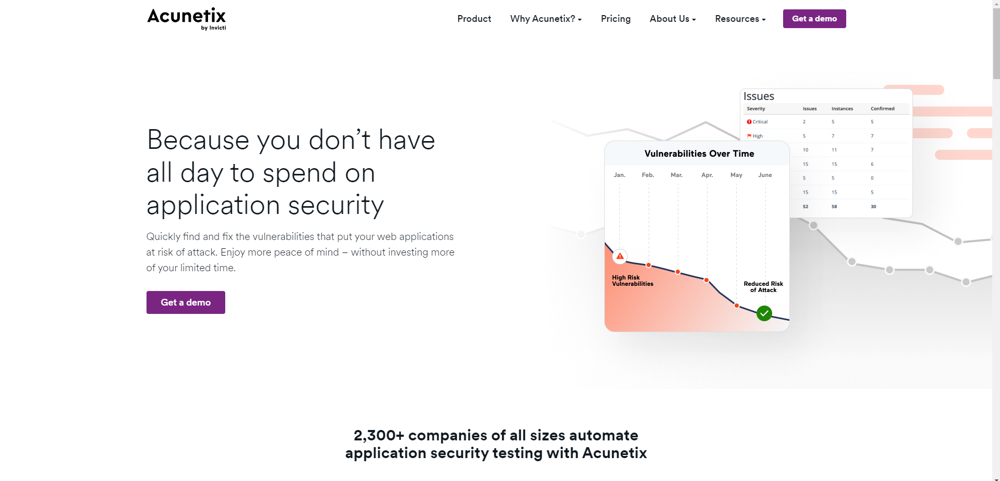 Acunetix
by Invicti
Product Why Acunetix? Pricing About Us Resources Get a demo
Because you don’t have
all day to spend on
application security
Quickly find and fix the vulnerabilities that put your web applications
at risk of attack. Enjoy more peace of mind – without investing more
of your limited time.
Get a demo
Issues
Severity Issues Instances Confirmed
Critical 2 5 5
High 5 7 7
10 11 7
15 15 6
5 5 0
15 15 5
52 58 30
Vulnerabilities Over Time
Jan. Feb. Mar. Apr. May June
High Risk
Vulnerabilities
Reduced Risk
of Attack
2,300+ companies of all sizes automate
application security testing with Acunetix